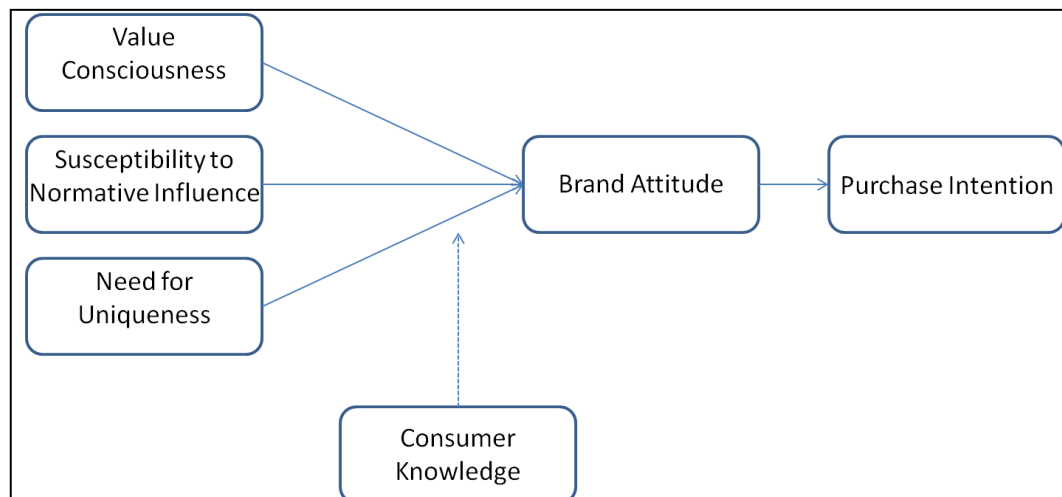 Value
Consciousness
Susceptibility to
Normative Influence
Need for
Uniqueness
Brand Attitude
Purchase Intention
Consumer
Knowledge